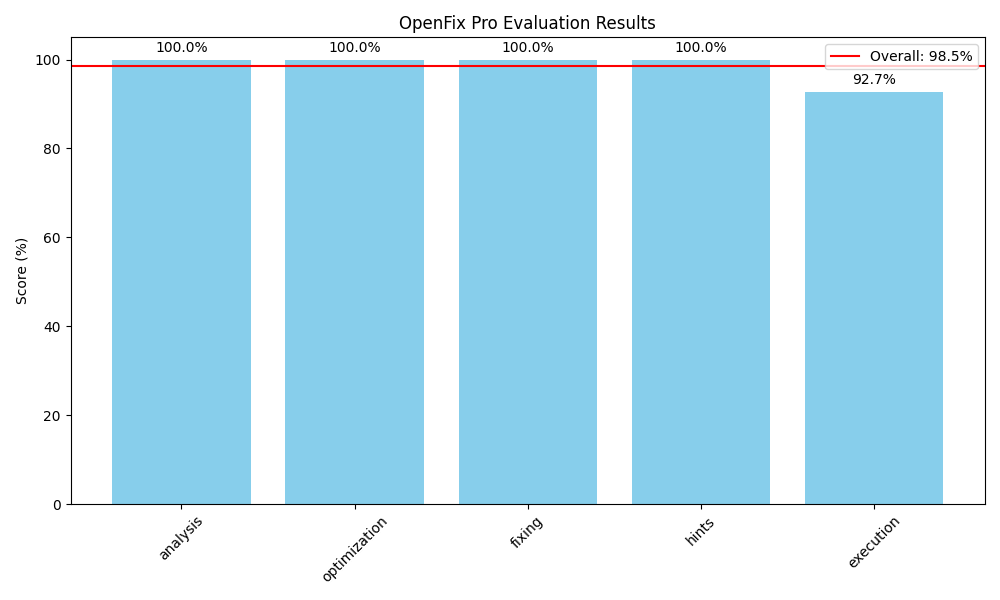 OpenFix Pro Evaluation Results
100.0% 100.0% 100.0% 100.0% 92.7%
Overall: 98.5%
Score (%)
100
80
60
40
20
0
analysis optimization fixing hints execution